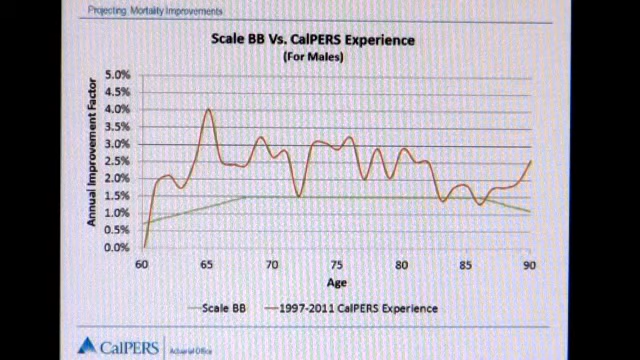 Projecting Mortality Improvements
Scale BB Vs. CalPERS Experience
(For Males)
Annual Improvement Factor
5.0%
4.5%
4.0%
3.5%
3.0%
2.5%
2.0%
1.5%
1.0%
0.5%
0.0%
60 65 70 75 80 85 90
Age
Scale BB 1997-2011 CalPERS Experience
CalPERS Actuarial Office